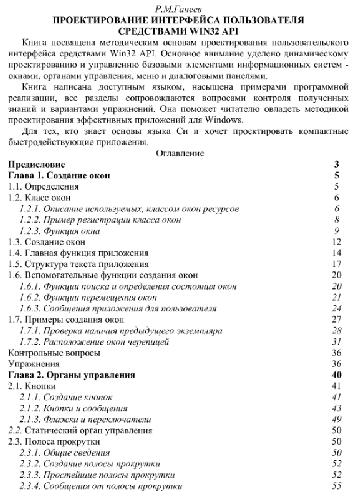 Р.М.Ганеев
ПРОЕКТИРОВАНИЕ ИНТЕРФЕЙСА ПОЛЬЗОВАТЕЛЯ
СРЕДСТВАМИ WIN32 API
Книга посвящена методическим основам проектирования пользовательского
интерфейса средствами Win32 API. Основное внимание уделено динамическому
проектированию и управлению базовыми элементами информационных систем -
окнами, органами управления, меню и диалоговыми панелями.
Книга написана доступным языком, насыщена примерами программной
реализации, все разделы сопровождаются вопросами контроля полученных
знаний и вариантами упражнений. Она поможет читателю овладеть методикой
проектирования эффективных приложений для Windows.
Для тех, кто знает основы языка Си и хочет проектировать компактные
быстродействующие приложения.
Оглавление
Предисловие 3
Глава 1. Создание окон 5
1.1. Определения 5
1.2. Класс окон 6
1.2.1. Описание используемых, классом окон ресурсов 6
1.2.2. Пример регистрации класса окон 8
1.2.3. Функция окна 9
1.3. Создание окон 12
1.4. Главная функция приложения 14
1.5. Структура текста приложения 17
1.6. Вспомогательные функции создания окон 20
1.6.1. Функции поиска и определения состояния окон 20
1.6.2. Функции перемещения окон 21
1.6.3. Сообщения приложения для пользователя 24
1.7. Примеры создания окон 27
1.7.1. Проверка наличия предыдущего экземпляра 28
1.7.2. Расположение окон черепицей 31
Контрольные вопросы 36
Упражнения 36
Глава 2. Органы управления 40
2.1. Кнопки 41
2.1.1. Создание кнопок 41
2.1.2. Кнопки и сообщения 43
2.1.3. Флажки и переключатели 49
2.2. Статический орган управления 50
2.3. Полоса прокрутки 50
2.3.1. Общие сведения 50
2.3.2. Создание полосы прокрутки 52
2.3.3. Простейшие полосы прокрутки 52
2.3.4. Сообщения от полосы прокрутки 55